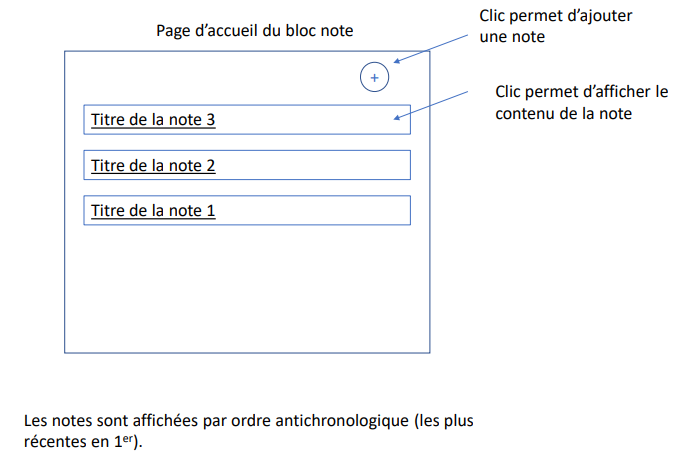 Clic permet d’ajouter
une note
Page d’accueil du bloc note
+
Clic permet d’afficher le
contenu de la note
Titre de la note 3
Titre de la note 2
Titre de la note 1
Les notes sont affichées par ordre antichronologique (les plus
récentes en 1er).